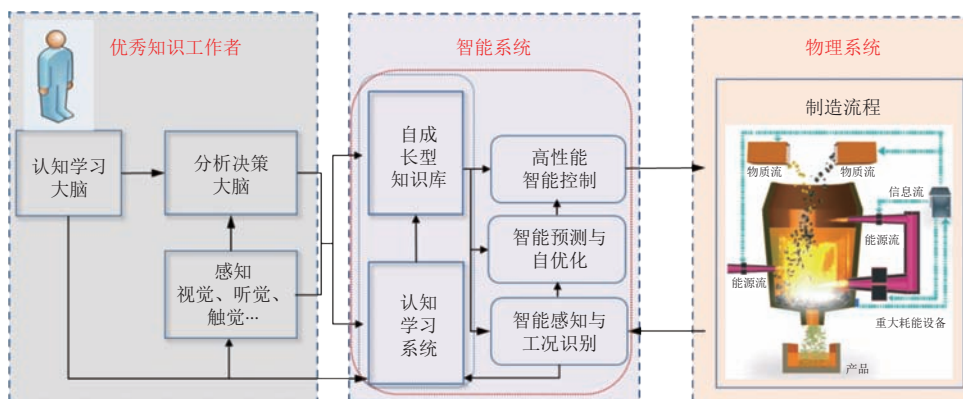 优秀知识工作者
认知学习
大脑
分析决策
大脑
感知
视觉、听觉、
触觉…
智能系统
自成
长型
知识库
认知
学习
系统
高性能
智能控制
智能预测与
自优化
智能感知与
工况识别
物理系统
制造流程
物质流
物质流
信息流
能源流
能源流
重大耗能设备
产品